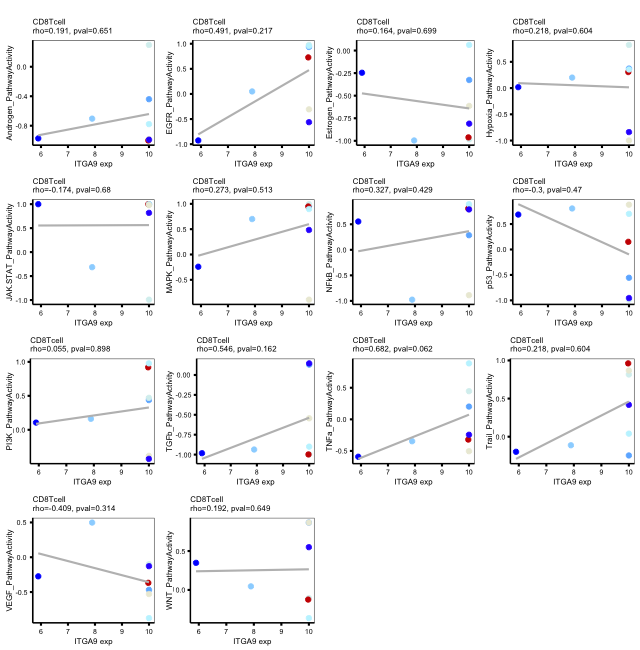 CD8Tcell
rho=0.191, pval=0.651
Androgen_PathwayActivity
0.0
-0.4
-0.8
6 7 8 9 10
ITGA9 exp
CD8Tcell
rho=0.491, pval=0.217
EGFR_PathwayActivity
1.0
0.5
0.0
-0.5
-1.0
6 7 8 9 10
ITGA9 exp
CD8Tcell
rho=0.164, pval=0.699
Estrogen_PathwayActivity
0.00
-0.25
-0.50
-0.75
-1.00
6 7 8 9 10
ITGA9 exp
CD8Tcell
rho=0.218, pval=0.604
Hypoxia_PathwayActivity
1.0
0.5
0.0
-0.5
-1.0
6 7 8 9 10
ITGA9 exp
CD8Tcell
rho=-0.174, pval=0.68
JAK-STAT_PathwayActivity
1.0
0.5
0.0
-0.5
-1.0
6 7 8 9 10
ITGA9 exp
CD8Tcell
rho=0.273, pval=0.513
MAPK_PathwayActivity
1.0
0.5
0.0
-0.5
6 7 8 9 10
ITGA9 exp
CD8Tcell
rho=0.327, pval=0.429
NFkB_PathwayActivity
1.0
0.5
0.0
-0.5
-1.0
6 7 8 9 10
ITGA9 exp
CD8Tcell
rho=-0.3, pval=0.47
p53_PathwayActivity
0.5
0.0
-0.5
-1.0
6 7 8 9 10
ITGA9 exp
CD8Tcell
rho=0.055, pval=0.898
PI3K_PathwayActivity
1.0
0.5
0.0
6 7 8 9 10
ITGA9 exp
CD8Tcell
rho=0.546, pval=0.162
TGFb_PathwayActivity
0.00
-0.25
-0.50
-0.75
-1.00
6 7 8 9 10
ITGA9 exp
CD8Tcell
rho=0.682, pval=0.062
TNFa_PathwayActivity
0.5
0.0
-0.5
6 7 8 9 10
ITGA9 exp
CD8Tcell
rho=0.218, pval=0.604
Trail_PathwayActivity
0.5
0.0
6 7 8 9 10
ITGA9 exp
CD8Tcell
rho=-0.409, pval=0.314
VEGF_PathwayActivity
0.5
0.0
-0.5
6 7 8 9 10
ITGA9 exp
CD8Tcell
rho=0.192, pval=0.649
WNT_PathwayActivity
0.5
0.0
6 7 8 9 10
ITGA9 exp